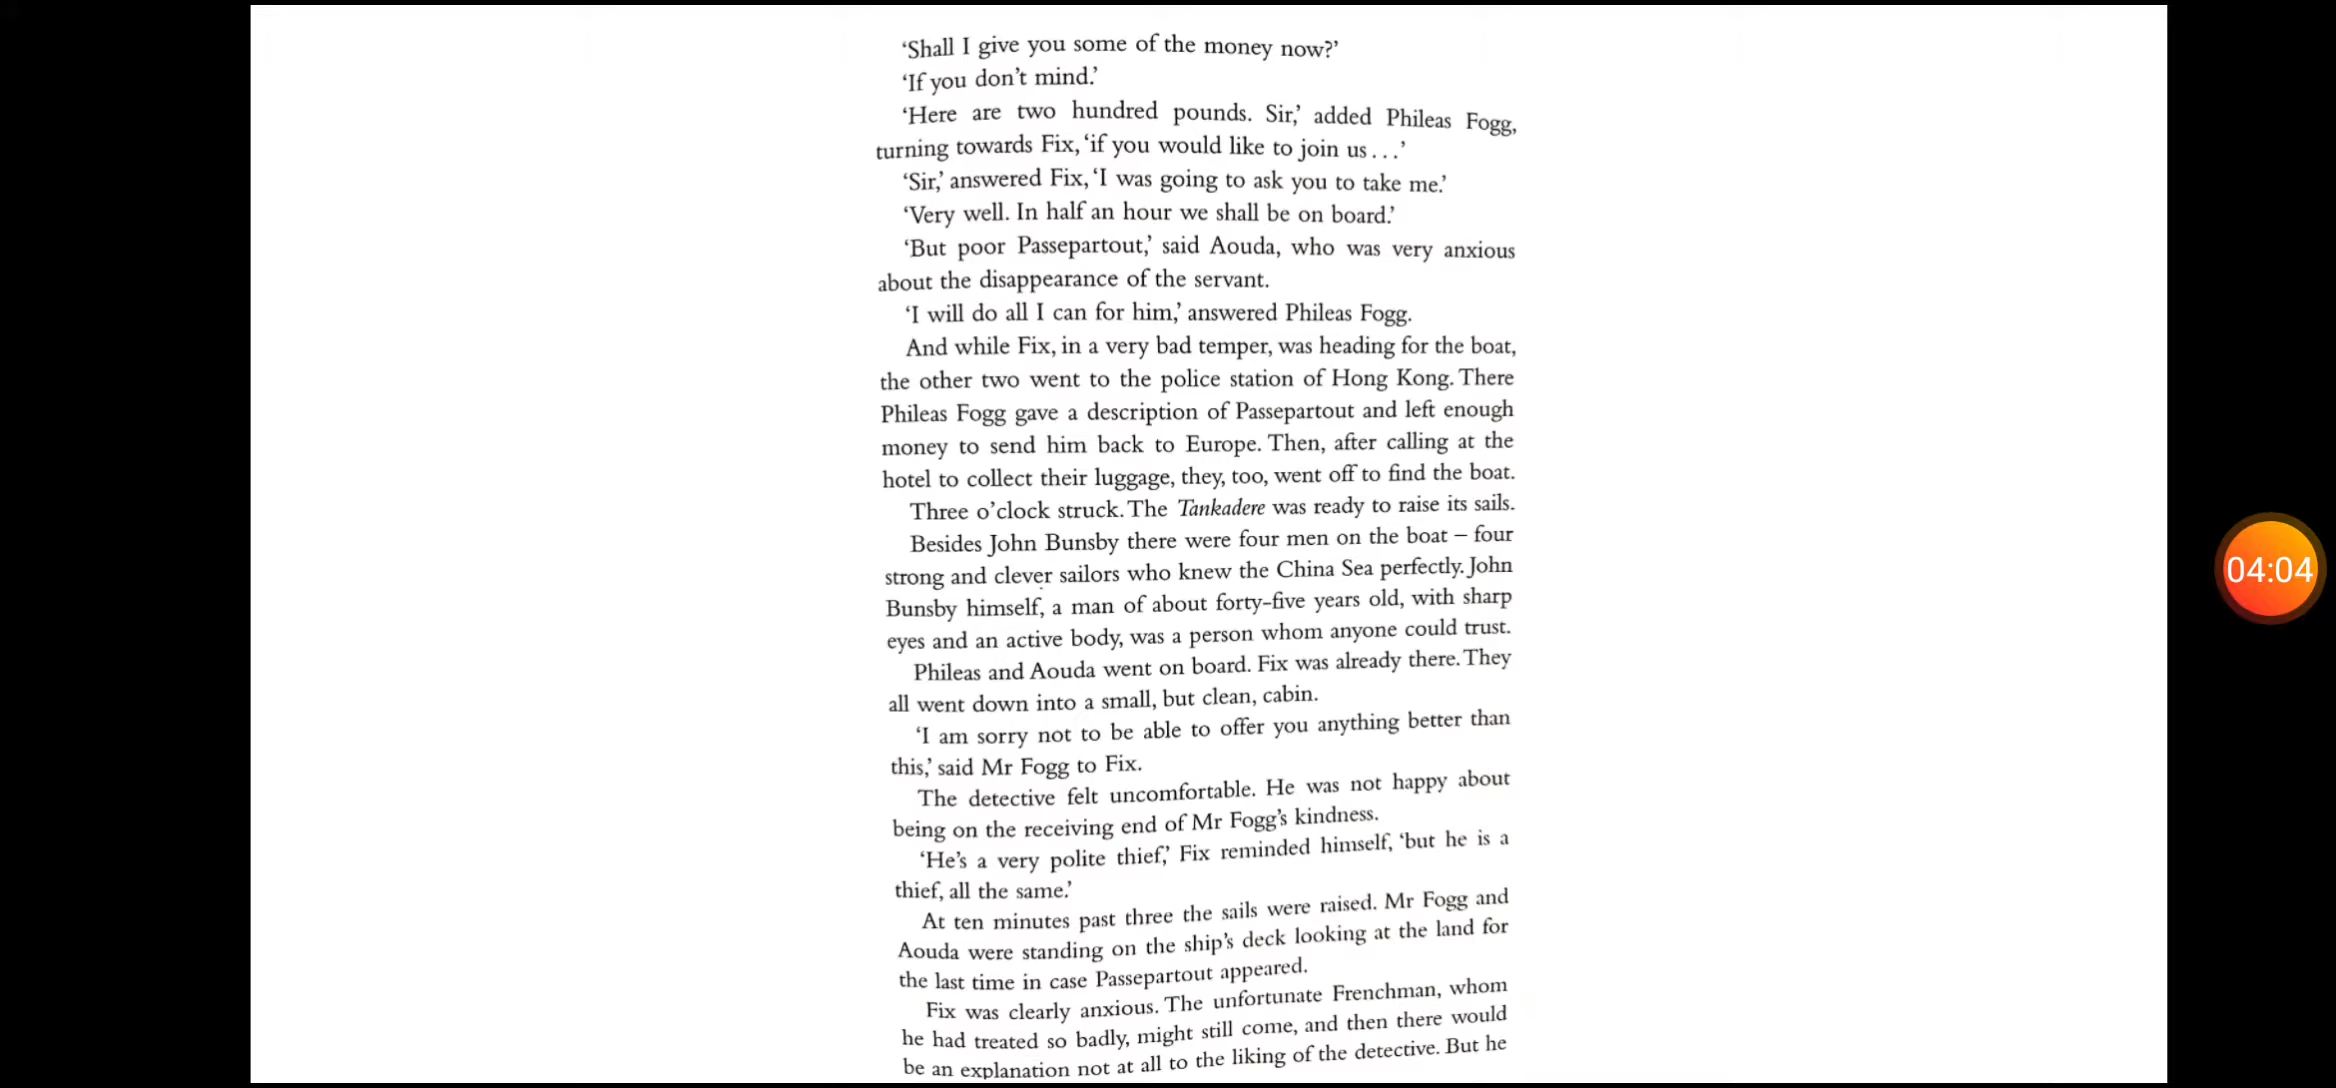 ‘Shall I give you some of the money now?’
‘If you don’t mind.’
‘Here are two hundred pounds. Sir,’ added Phileas Fogg,
turning towards Fix, ‘if you would like to join us . . .’
‘Sir,’ answered Fix, ‘I was going to ask you to take me.’
‘Very well. In half an hour we shall be on board.’
‘But poor Passepartout,’ said Aouda, who was very anxious
about the disappearance of the servant.
‘I will do all I can for him,’ answered Phileas Fogg.
And while Fix, in a very bad temper, was heading for the boat,
the other two went to the police station of Hong Kong. There
Phileas Fogg gave a description of Passepartout and left enough
money to send him back to Europe. Then, after calling at the
hotel to collect their luggage, they, too, went off to find the boat.
Three o’clock struck. The Tankadere was ready to raise its sails.
Besides John Bunsby there were four men on the boat – four
strong and clever sailors who knew the China Sea perfectly. John
Bunsby himself, a man of about forty-five years old, with sharp
eyes and an active body, was a person whom anyone could trust.
Phileas and Aouda went on board. Fix was already there. They
all went down into a small, but clean, cabin.
‘I am sorry not to be able to offer you anything better than
this,’ said Mr Fogg to Fix.
The detective felt uncomfortable. He was not happy about
being on the receiving end of Mr Fogg’s kindness.
‘He’s a very polite thief,’ Fix reminded himself, ‘but he is a
thief, all the same.’
At ten minutes past three the sails were raised. Mr Fogg and
Aouda were standing on the ship’s deck looking at the land for
the last time in case Passepartout appeared.
Fix was clearly anxious. The unfortunate Frenchman, whom
he had treated so badly, might still come, and then there would
be an explanation not at all to the liking of the detective. But he
04:04